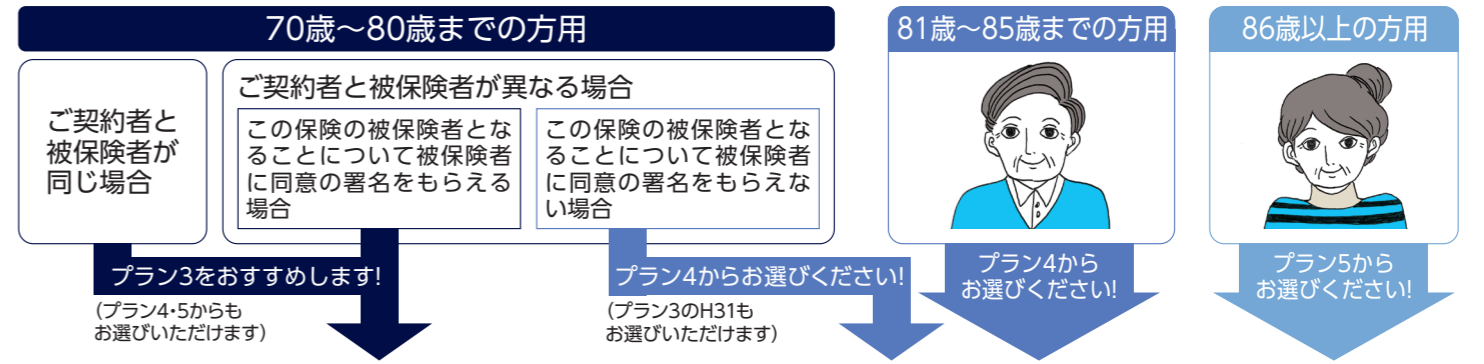 70歳～80歳までの方用
ご契約者と
被保険者が
同じ場合
ご契約者と被保険者が異なる場合
この保険の被保険者とな
ることについて被保険者
に同意の署名をもらえる
場合
この保険の被保険者とな
ることについて被保険者
に同意の署名をもらえな
い場合
プラン3をおすすめします!
(プラン4・5からも
お選びいただけます)
プラン4からお選びください!
(プラン3のH31も
お選びいただけます)
81歳～85歳までの方用
プラン4から
お選びください!
86歳以上の方用
プラン5から
お選びください!